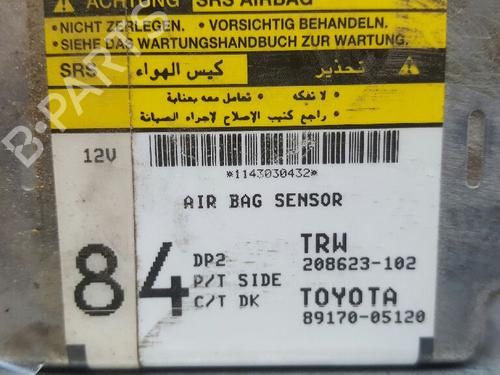 ACHTUNG SRS AIRBAG
•NICHT ZERLEGEN. •VORSICHTIG BEHANDELN.
•SIEHE DAS WARTUNGSHANDBUCH ZUR WARTUNG.
SRS كيس الهواء تحذير
• لا تفكه • تعامل معه بعناية
• راجع كتيب الإصلاح لاجراء الصيانة
B-PARTS
12V
*1143030432*
AIR BAG SENSOR
84
DP2 TRW
P/T SIDE 208623-102
C/T DK TOYOTA
89170-05120